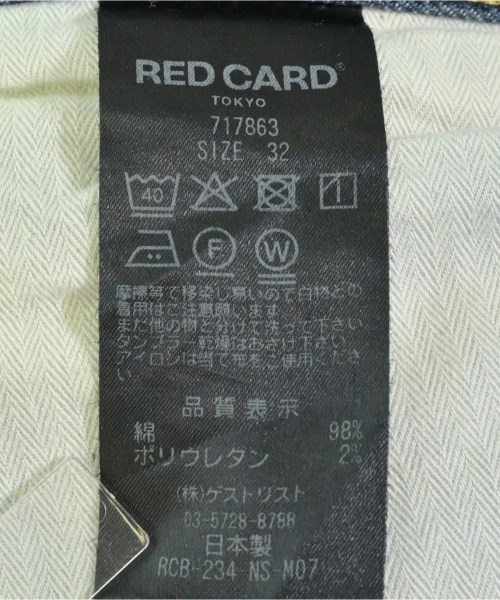 RED CARD®
TOKYO
717863
SIZE 32
40
F
W
摩擦等で移染し易いので白物との
着用はご注意願います
また他の物と分けて洗って下さい。
タンブラー乾燥はおさけ下さい。
アイロンは当て布をご使用くださ
い
品質表示
綿 98%
ポリウレタン 2%
(株)ゲストリスト
03-5728-8788
日本製
RCB-234-NS-M07